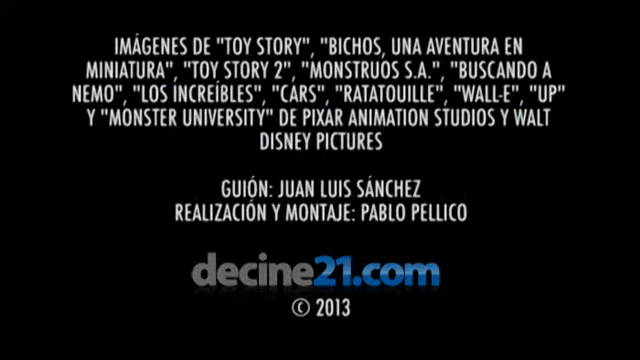 IMÁGENES DE "TOY STORY", "BICHOS, UNA AVENTURA EN
MINIATURA", "TOY STORY 2", "MONSTRUOS S.A.", "BUSCANDO A
NEMO", "LOS INCREÍBLES", "CARS", "RATATOUILLE", "WALL-E", "UP"
Y "MONSTER UNIVERSITY" DE PIXAR ANIMATION STUDIOS Y WALT
DISNEY PICTURES
GUIÓN: JUAN LUIS SÁNCHEZ
REALIZACIÓN Y MONTAJE: PABLO PELLICO
decine21.com
© 2013